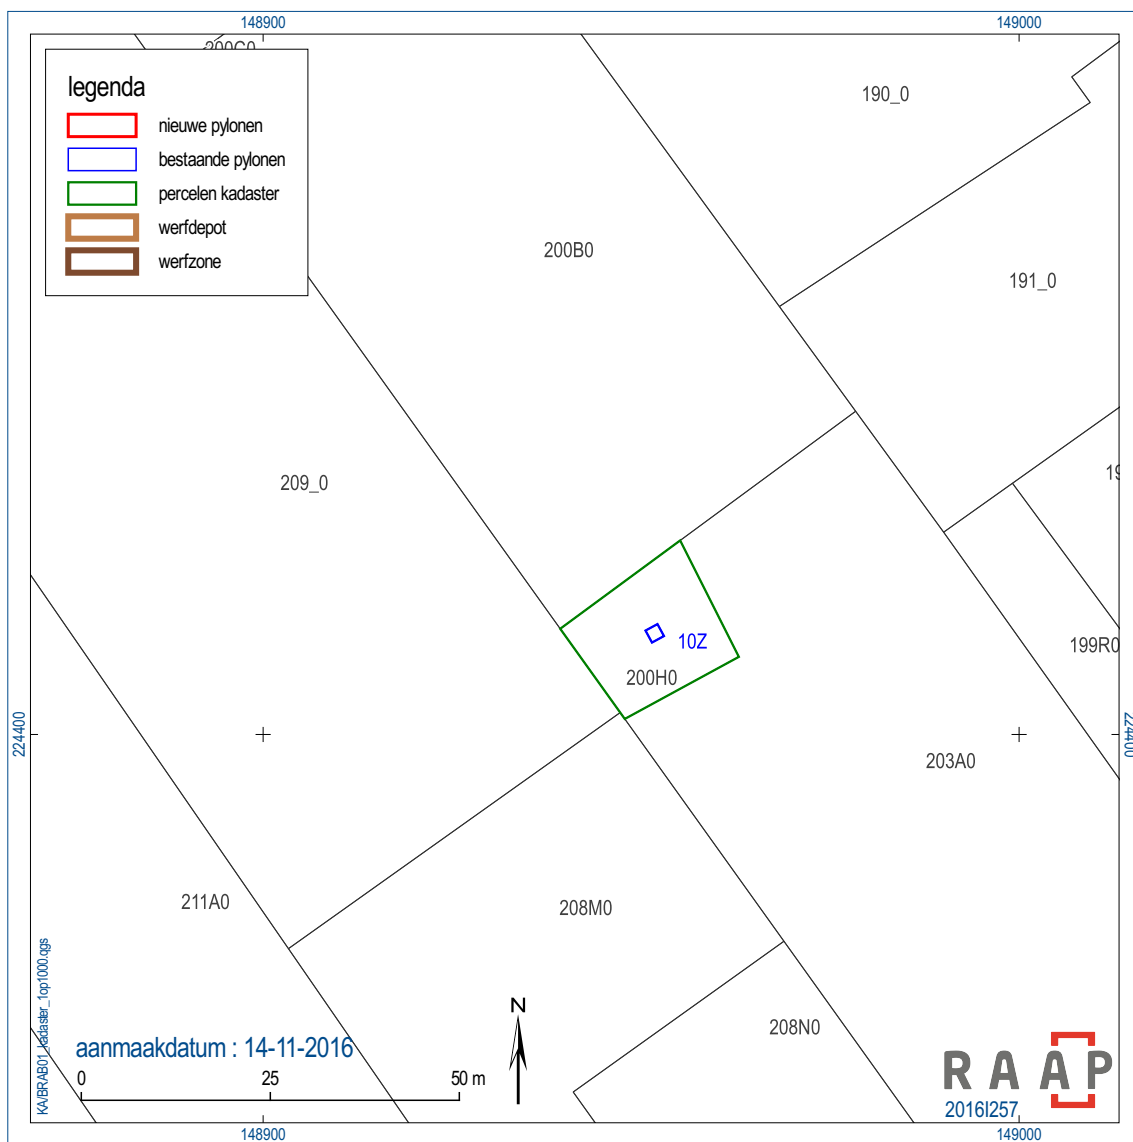 148900
149000
200C0
190_0
legenda
nieuwe pylonen
bestaande pylonen
percelen kadaster
werfdepot
werfzone
200B0
191_0
19
209_0
10Z
199R0
200H0
224400
224400
203A0
211A0
208M0
208N0
KA/BRAB01_kadaster_1op1000.qgs
N
aanmaakdatum : 14-11-2016
0 25 50 m
RAAP
2016I257
148900
149000